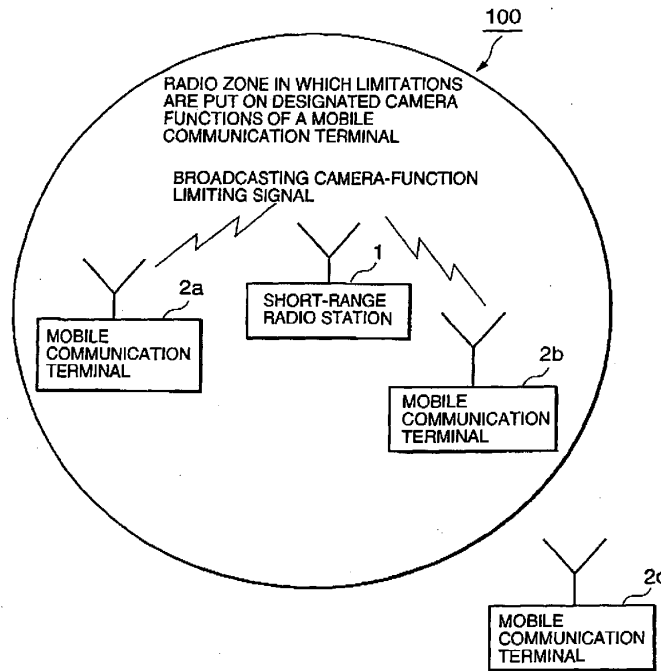 100
RADIO ZONE IN WHICH LIMITATIONS
ARE PUT ON DESIGNATED CAMERA
FUNCTIONS OF A MOBILE
COMMUNICATION TERMINAL
BROADCASTING CAMERA-FUNCTION
LIMITING SIGNAL
1
SHORT-RANGE
RADIO STATION
2a
MOBILE
COMMUNICATION
TERMINAL
2b
MOBILE
COMMUNICATION
TERMINAL
2c
MOBILE
COMMUNICATION
TERMINAL